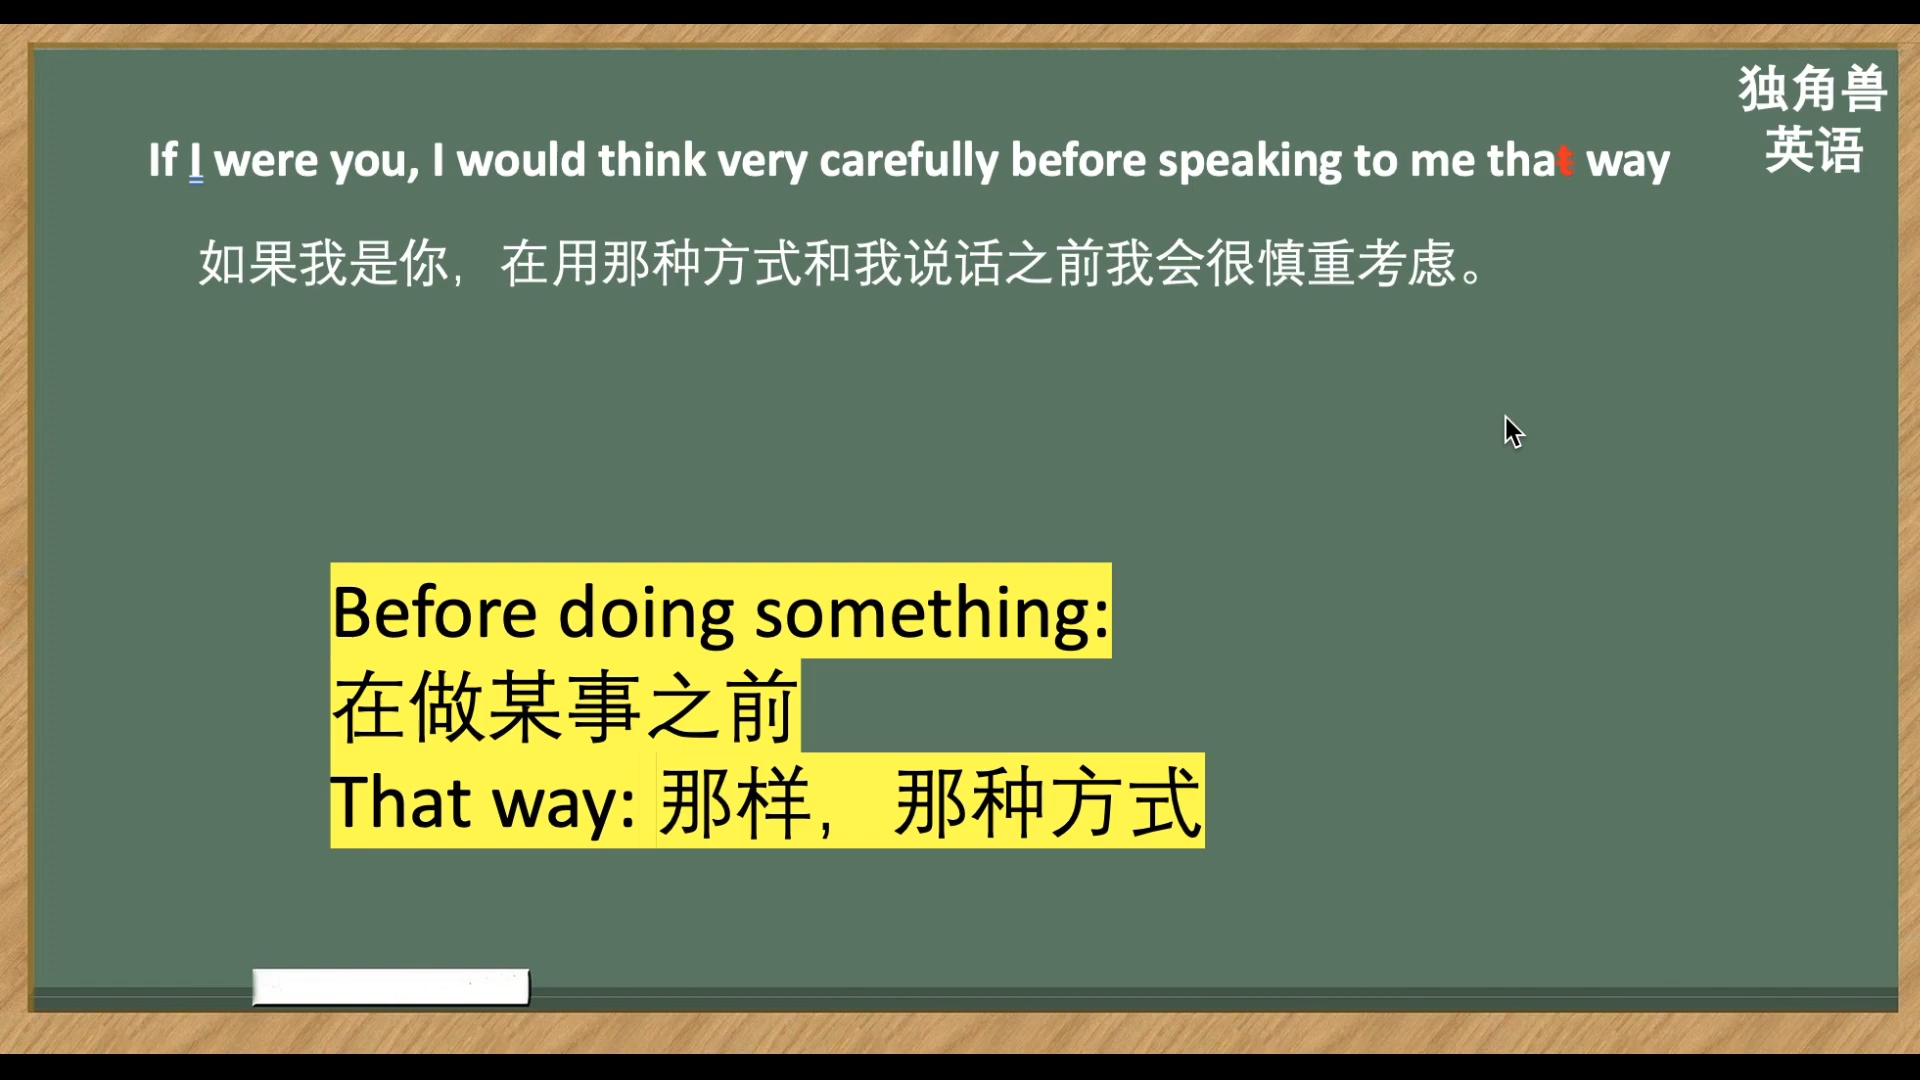 独角兽
英语
If I were you, I would think very carefully before speaking to me that way
如果我是你，在用那种方式和我说话之前我会很慎重考虑。
Before doing something:
在做某事之前
That way: 那样，那种方式